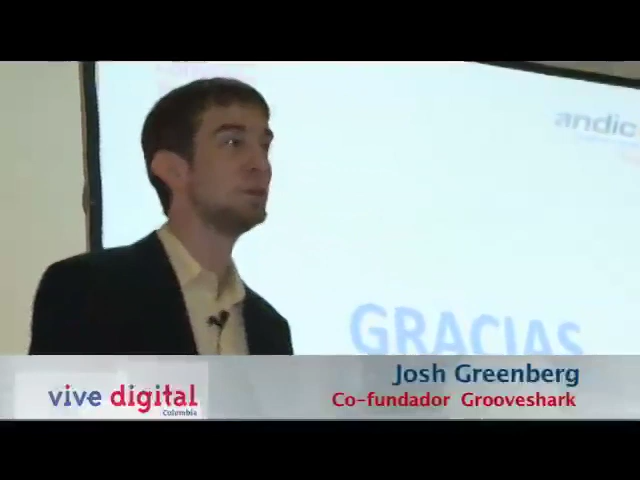 andic
GRACIAS
Josh Greenberg
Co-fundador Grooveshark
vive digital
Colombia